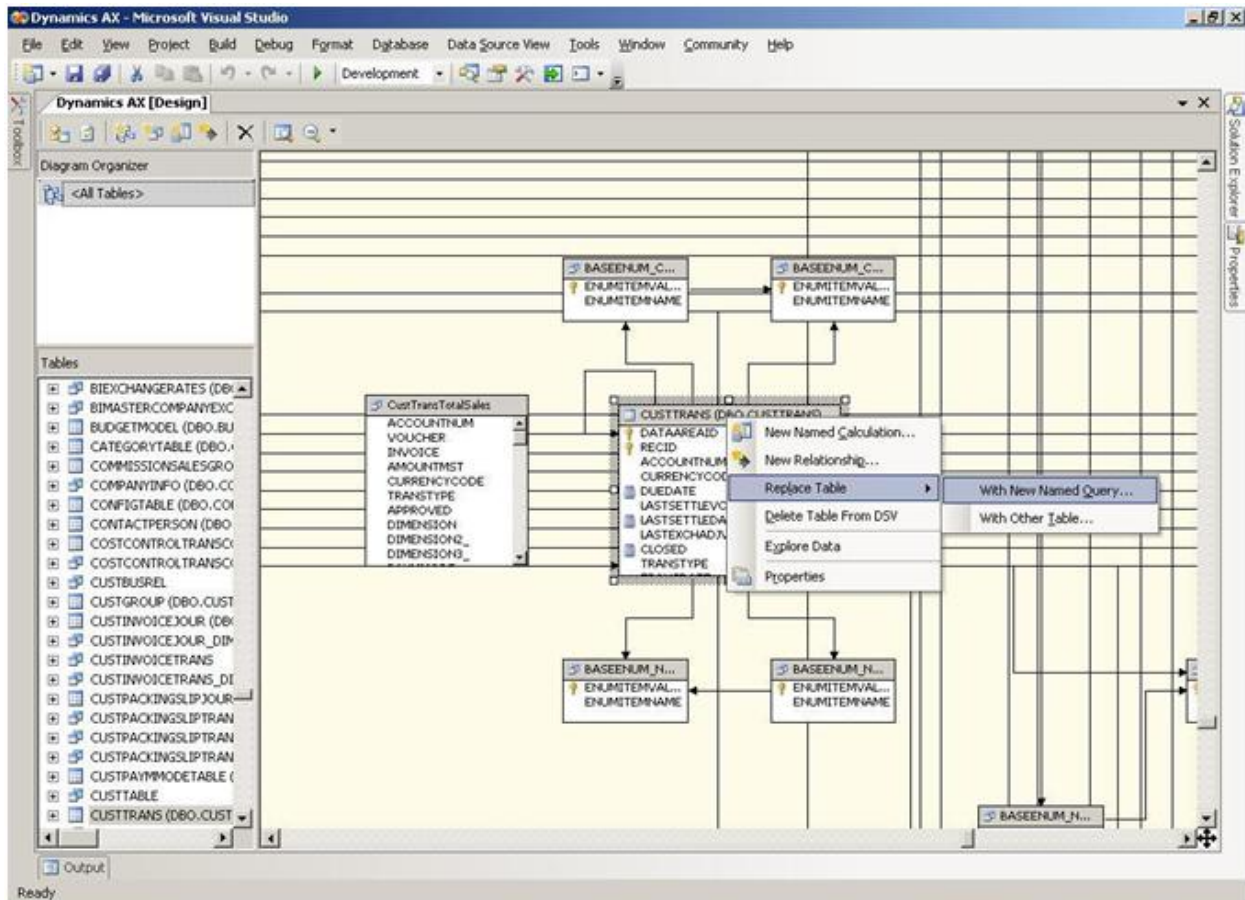 Dynamics AX - Microsoft Visual Studio
File Edit View Project Build Debug Format Database Data Source View Tools Window Community Help
Development
Toolbox
Dynamics AX [Design]
Solution Explorer
Properties
Diagram Organizer
<All Tables>
Tables
BIEXCHANGERATES (DBO
BIMASTERCOMPANYEXC
BUDGETMODEL (DBO.BU
CATEGORYTABLE (DBO.
COMMISSIONSALESGRO
COMPANYINFO (DBO.CO
CONFIGTABLE (DBO.CO
CONTACTPERSON (DBO
COSTCONTROLTRANSC
COSTCONTROLTRANSC
CUSTBUSREL
CUSTGROUP (DBO.CUST
CUSTINVOICEJOUR (DB
CUSTINVOICEJOUR_DIM
CUSTINVOICETRANS
CUSTINVOICETRANS_DI
CUSTPACKINGSLIPJOUR
CUSTPACKINGSLIPTRAN
CUSTPACKINGSLIPTRAN
CUSTPACKINGSLIPTRAN
CUSTPAYMMODETABLE (
CUSTTABLE
CUSTTRANS (DBO.CUST
BASEENUM_C...
ENUMITEMVAL...
ENUMITEMNAME
BASEENUM_C...
ENUMITEMVAL...
ENUMITEMNAME
CustTransTotalSales
ACCOUNTNUM
VOUCHER
INVOICE
AMOUNTMST
CURRENCYCODE
TRANSTYPE
APPROVED
DIMENSION
DIMENSION2_
DIMENSION3_
CUSTTRANS (DBO.CUSTTRANS)
DATAAREAID
RECID
ACCOUNTNUM
CURRENCYCOD
DUEDATE
LASTSETTLEVO
LASTSETTLEDA
LASTEXCHADJV
CLOSED
TRANSTYPE
New Named Calculation...
New Relationship...
Replace Table
Delete Table From DSV
Explore Data
Properties
With New Named Query...
With Other Table...
BASEENUM_N...
ENUMITEMVAL...
ENUMITEMNAME
BASEENUM_N...
ENUMITEMVAL...
ENUMITEMNAME
BASEENUM_N...
Output
Ready